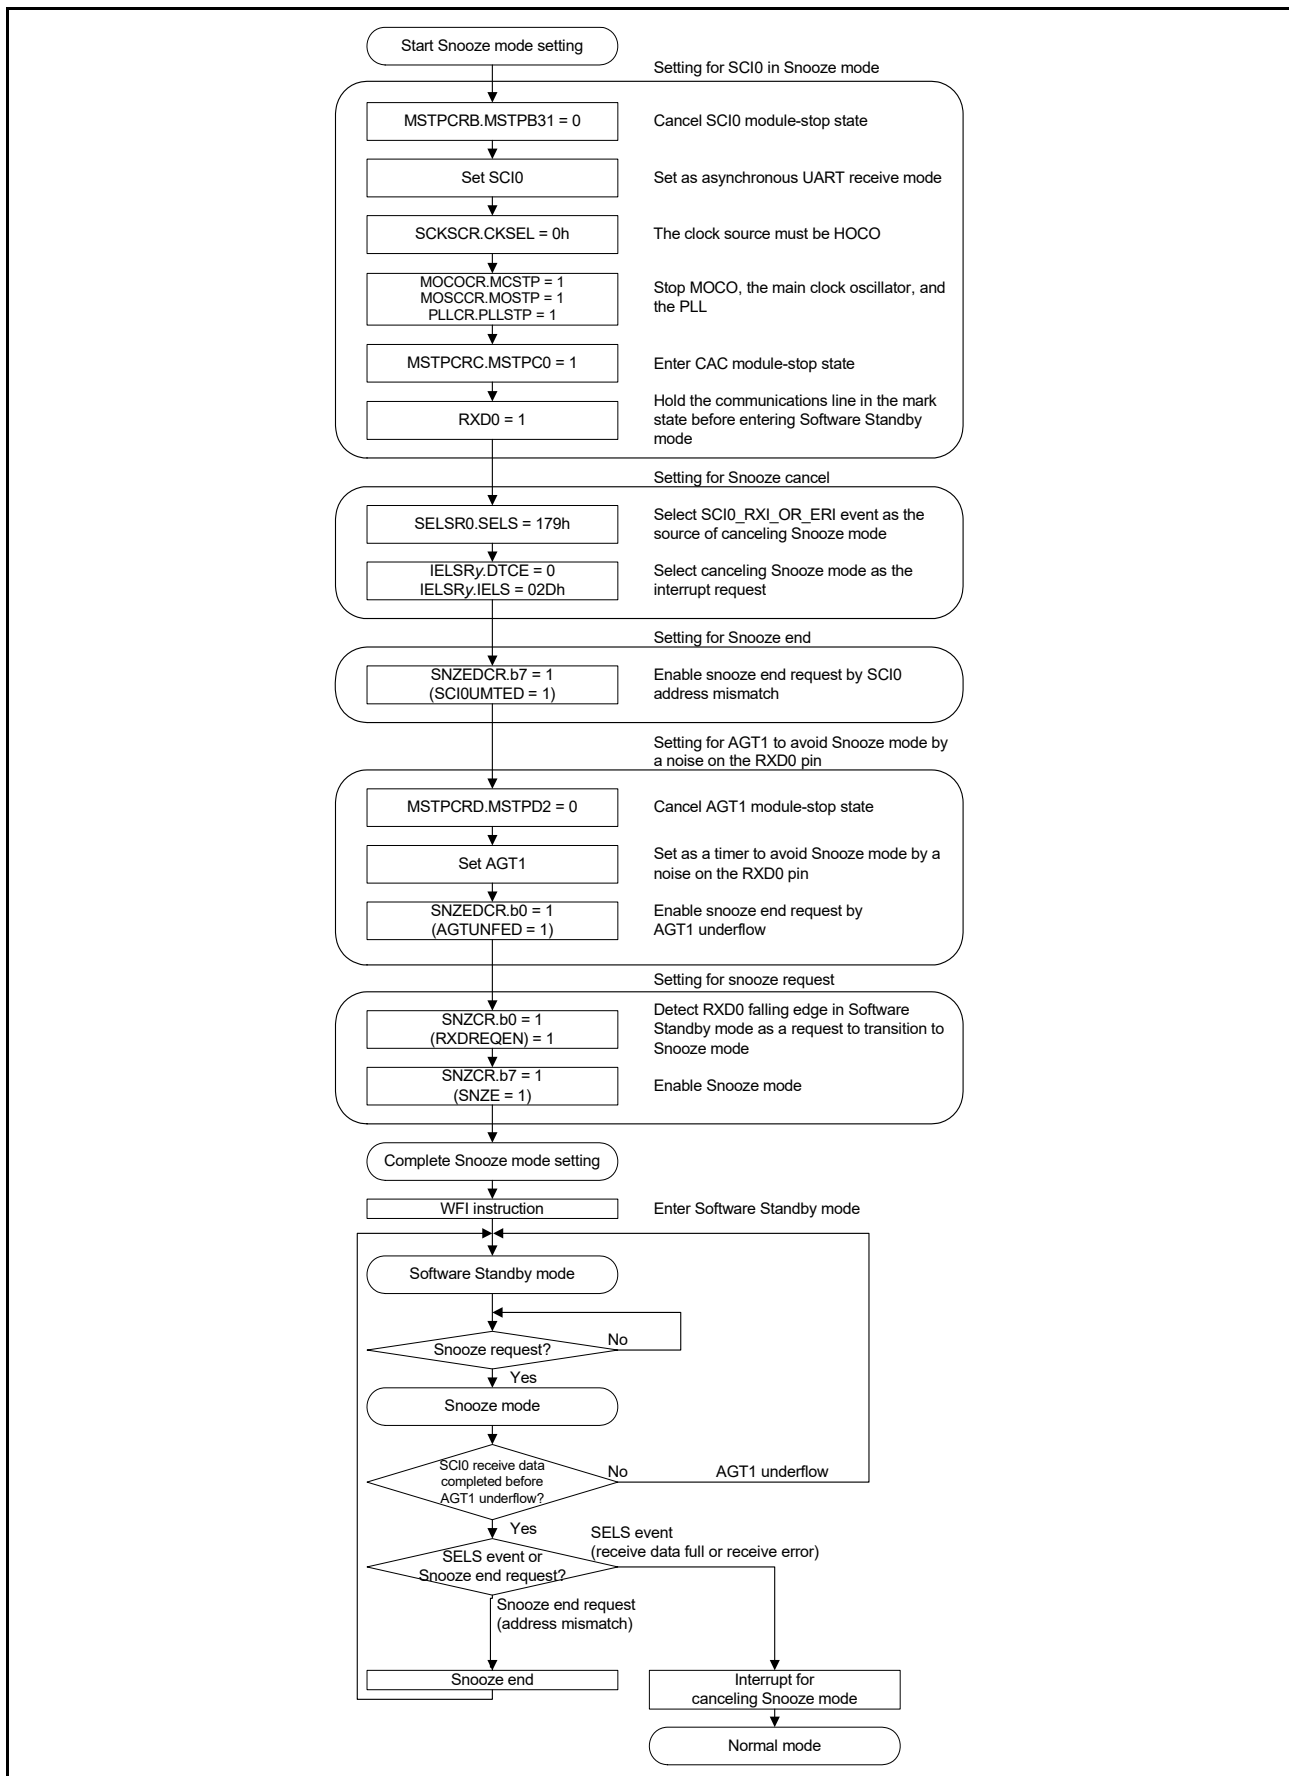 Start Snooze mode setting
Setting for SCI0 in Snooze mode
MSTPCRB.MSTPB31 = 0
Cancel SCI0 module-stop state
Set SCI0
Set as asynchronous UART receive mode
SCKSCR.CKSEL = 0h
The clock source must be HOCO
MOCOCR.MCSTP = 1
MOSCCR.MOSTP = 1
PLLCR.PLLSTP = 1
Stop MOCO, the main clock oscillator, and
the PLL
MSTPCRC.MSTPC0 = 1
Enter CAC module-stop state
RXD0 = 1
Hold the communications line in the mark
state before entering Software Standby
mode
Setting for Snooze cancel
SELSR0.SELS = 179h
Select SCI0_RXI_OR_ERI event as the
source of canceling Snooze mode
IELSRy.DTCE = 0
IELSRy.IELS = 02Dh
Select canceling Snooze mode as the
interrupt request
Setting for Snooze end
SNZEDCR.b7 = 1
(SCI0UMTED = 1)
Enable snooze end request by SCI0
address mismatch
Setting for AGT1 to avoid Snooze mode by
a noise on the RXD0 pin
MSTPCRD.MSTPD2 = 0
Cancel AGT1 module-stop state
Set AGT1
Set as a timer to avoid Snooze mode by a
noise on the RXD0 pin
SNZEDCR.b0 = 1
(AGTUNFED = 1)
Enable snooze end request by
AGT1 underflow
Setting for snooze request
SNZCR.b0 = 1
(RXDREQEN) = 1
Detect RXD0 falling edge in Software
Standby mode as a request to transition to
Snooze mode
SNZCR.b7 = 1
(SNZE = 1)
Enable Snooze mode
Complete Snooze mode setting
WFI instruction
Enter Software Standby mode
Software Standby mode
Snooze request?
No
Yes
Snooze mode
SCI0 receive data
completed before
AGT1 underflow?
No
AGT1 underflow
Yes
SELS event
(receive data full or receive error)
SELS event or
Snooze end request?
Snooze end request
(address mismatch)
Snooze end
Interrupt for
canceling Snooze mode
Normal mode